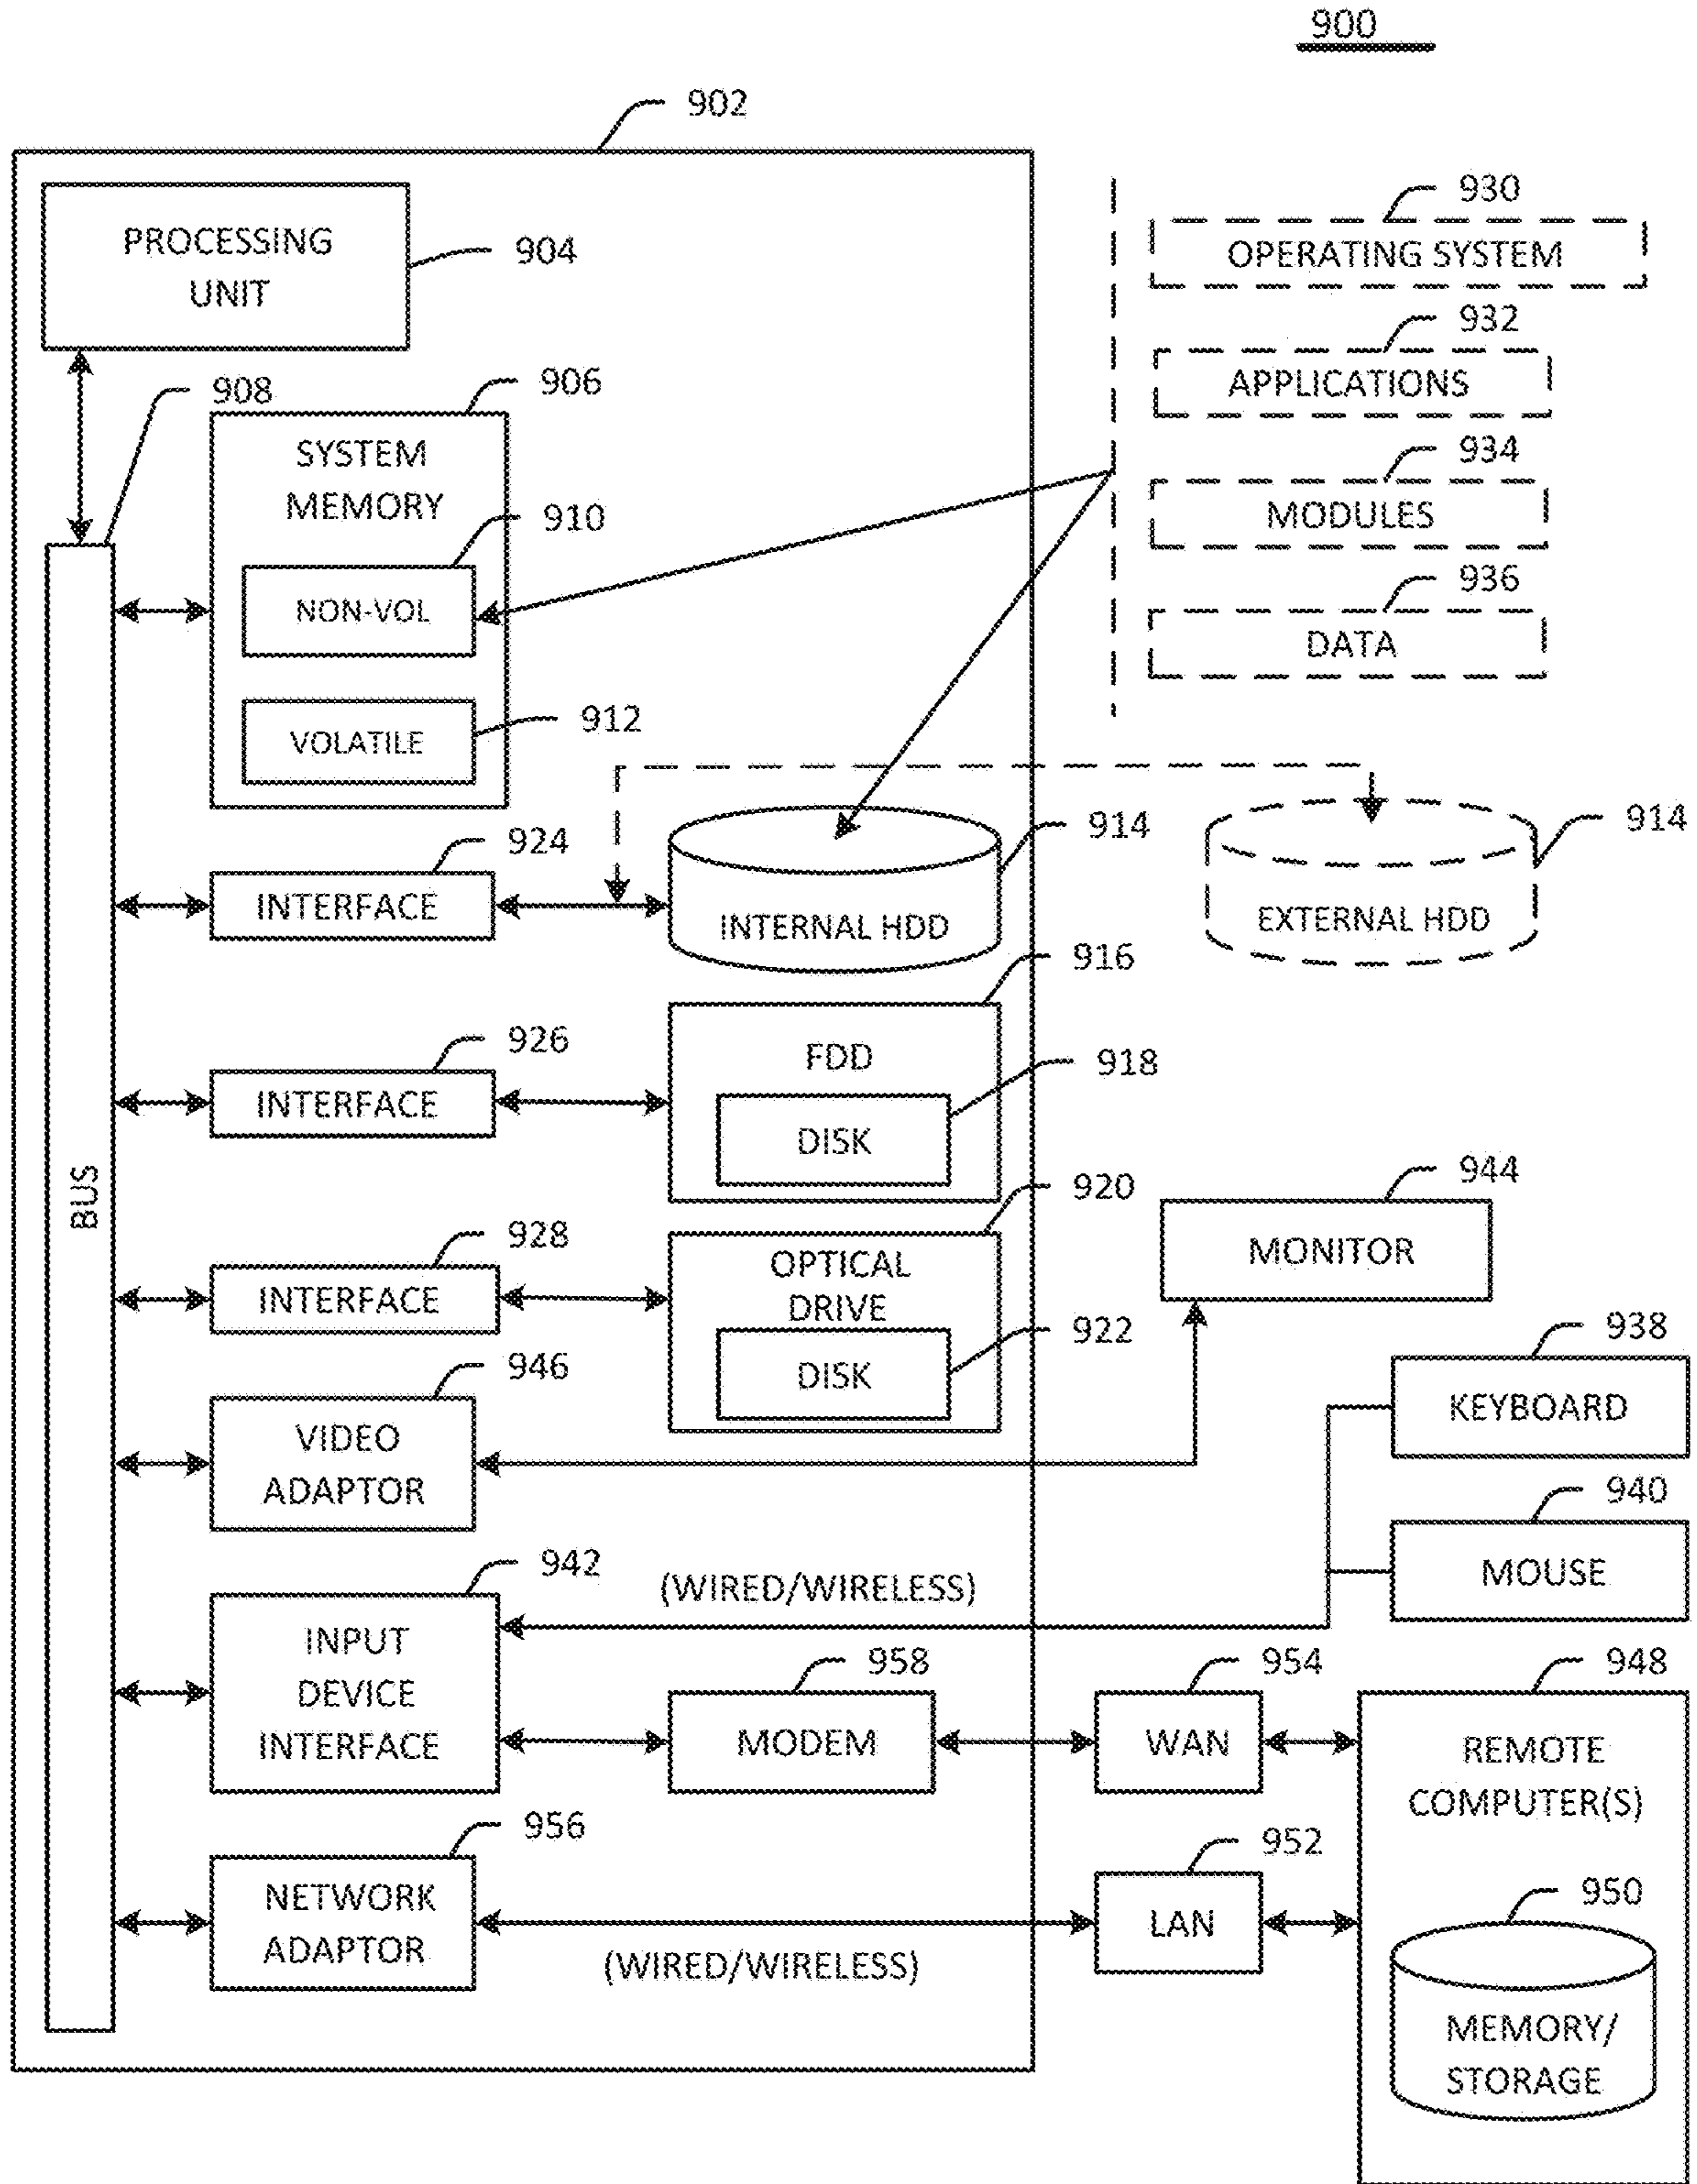 900
902
PROCESSING
UNIT
904
930
OPERATING SYSTEM
932
APPLICATIONS
934
MODULES
936
DATA
908
906
SYSTEM
MEMORY
910
NON-VOL
912
VOLATILE
BUS
924
INTERFACE
914
INTERNAL HDD
914
EXTERNAL HDD
926
INTERFACE
916
FDD
918
DISK
928
INTERFACE
920
OPTICAL
DRIVE
922
DISK
944
MONITOR
946
VIDEO
ADAPTOR
938
KEYBOARD
940
MOUSE
942
INPUT
DEVICE
INTERFACE
(WIRED/WIRELESS)
958
MODEM
954
WAN
948
REMOTE
COMPUTER(S)
956
NETWORK
ADAPTOR
(WIRED/WIRELESS)
952
LAN
950
MEMORY/
STORAGE